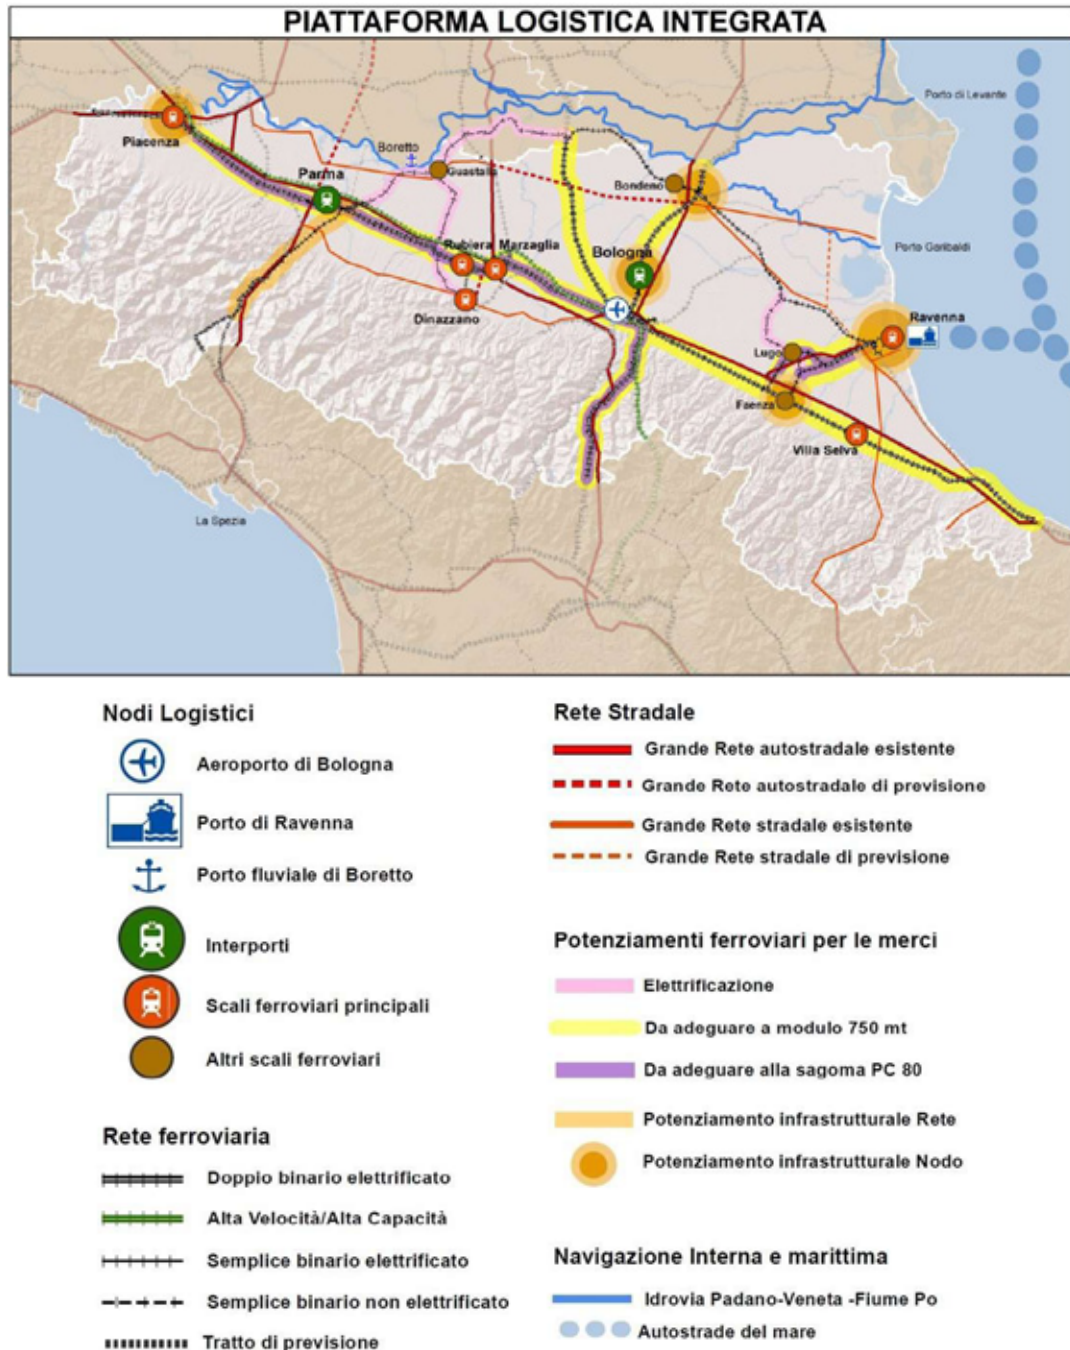 PIATTAFORMA LOGISTICA INTEGRATA
Porto di Levante
Piacenza
Boretto
Guastalla
Parma
Bondeno
Rubiera Marzaglia
Bologna
Porto Garibaldi
Dinazzano
Ravenna
Lugo
Faenza
Villa Selva
La Spezia
Nodi Logistici
Aeroporto di Bologna
Porto di Ravenna
Porto fluviale di Boretto
Interporti
Scali ferroviari principali
Altri scali ferroviari
Rete ferroviaria
Doppio binario elettrificato
Alta Velocità/Alta Capacità
Semplice binario elettrificato
Semplice binario non elettrificato
Tratto di previsione
Rete Stradale
Grande Rete autostradale esistente
Grande Rete autostradale di previsione
Grande Rete stradale esistente
Grande Rete stradale di previsione
Potenziamenti ferroviari per le merci
Elettrificazione
Da adeguare a modulo 750 mt
Da adeguare alla sagoma PC 80
Potenziamento infrastrutturale Rete
Potenziamento infrastrutturale Nodo
Navigazione Interna e marittima
Idrovia Padano-Veneta -Fiume Po
Autostrade del mare